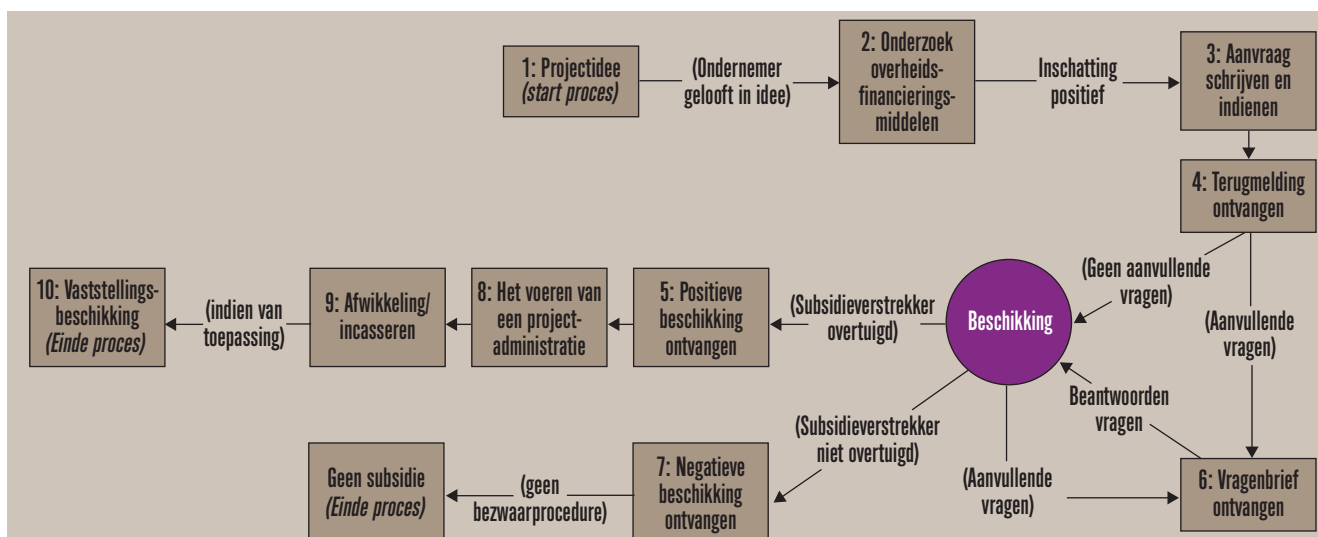 1: Projectidee
(start proces)
(Ondernemer
gelooft in idee)
2: Onderzoek
overheids-
financierings-
middelen
Inschatting
positief
3: Aanvraag
schrijven en
indienen
4: Terugmelding
ontvangen
(Geen aanvullende
vragen)
(Aanvullende
vragen)
10: Vaststellings-
beschikking
(Einde proces)
(indien van
toepassing)
9: Afwikkeling/
incasseren
8: Het voeren van
een project-
administratie
5: Positieve
beschikking
ontvangen
(Subsidieverstrekker
overtuigd)
Beschikking
Beantwoorden
vragen
Geen subsidie
(Einde proces)
(geen
bezwaarprocedure)
7: Negatieve
beschikking
ontvangen
(Subsidieverstrekker
niet overtuigd)
(Aanvullende
vragen)
6: Vragenbrief
ontvangen